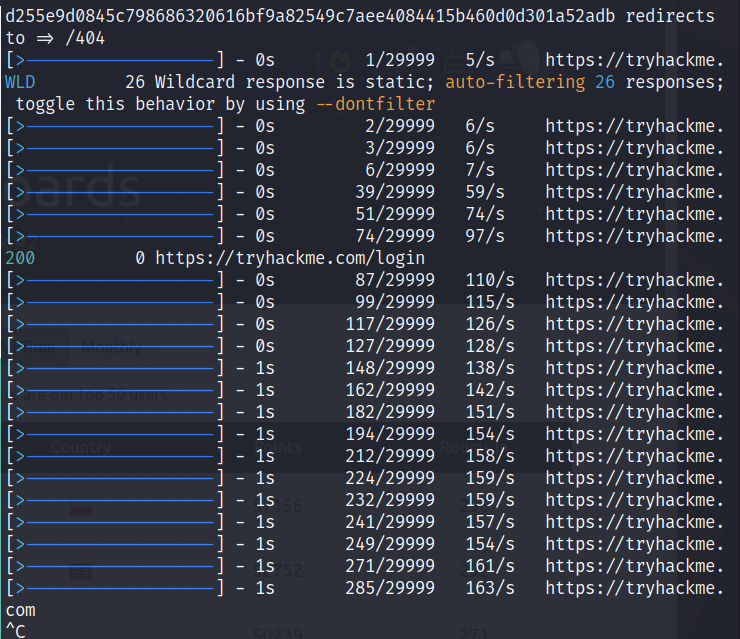 d255e9d0845c798686320616bf9a82549c7aee4084415b460d0d301a52adb redirects
to => /404
[>───────────────────] - 0s 1/29999 5/s https://tryhackme.
WLD 26 Wildcard response is static; auto-filtering 26 responses;
toggle this behavior by using --dontfilter
[>───────────────────] - 0s 2/29999 6/s https://tryhackme.
[>───────────────────] - 0s 3/29999 6/s https://tryhackme.
[>───────────────────] - 0s 6/29999 7/s https://tryhackme.
[>───────────────────] - 0s 39/29999 59/s https://tryhackme.
[>───────────────────] - 0s 51/29999 74/s https://tryhackme.
[>───────────────────] - 0s 74/29999 97/s https://tryhackme.
200 0 https://tryhackme.com/login
[>───────────────────] - 0s 87/29999 110/s https://tryhackme.
[>───────────────────] - 0s 99/29999 115/s https://tryhackme.
[>───────────────────] - 0s 117/29999 126/s https://tryhackme.
[>───────────────────] - 0s 127/29999 128/s https://tryhackme.
[>───────────────────] - 1s 148/29999 138/s https://tryhackme.
[>───────────────────] - 1s 162/29999 142/s https://tryhackme.
[>───────────────────] - 1s 182/29999 151/s https://tryhackme.
[>───────────────────] - 1s 194/29999 154/s https://tryhackme.
[>───────────────────] - 1s 212/29999 158/s https://tryhackme.
[>───────────────────] - 1s 224/29999 159/s https://tryhackme.
[>───────────────────] - 1s 232/29999 159/s https://tryhackme.
[>───────────────────] - 1s 241/29999 157/s https://tryhackme.
[>───────────────────] - 1s 249/29999 154/s https://tryhackme.
[>───────────────────] - 1s 271/29999 161/s https://tryhackme.
[>───────────────────] - 1s 285/29999 163/s https://tryhackme.
com
^C